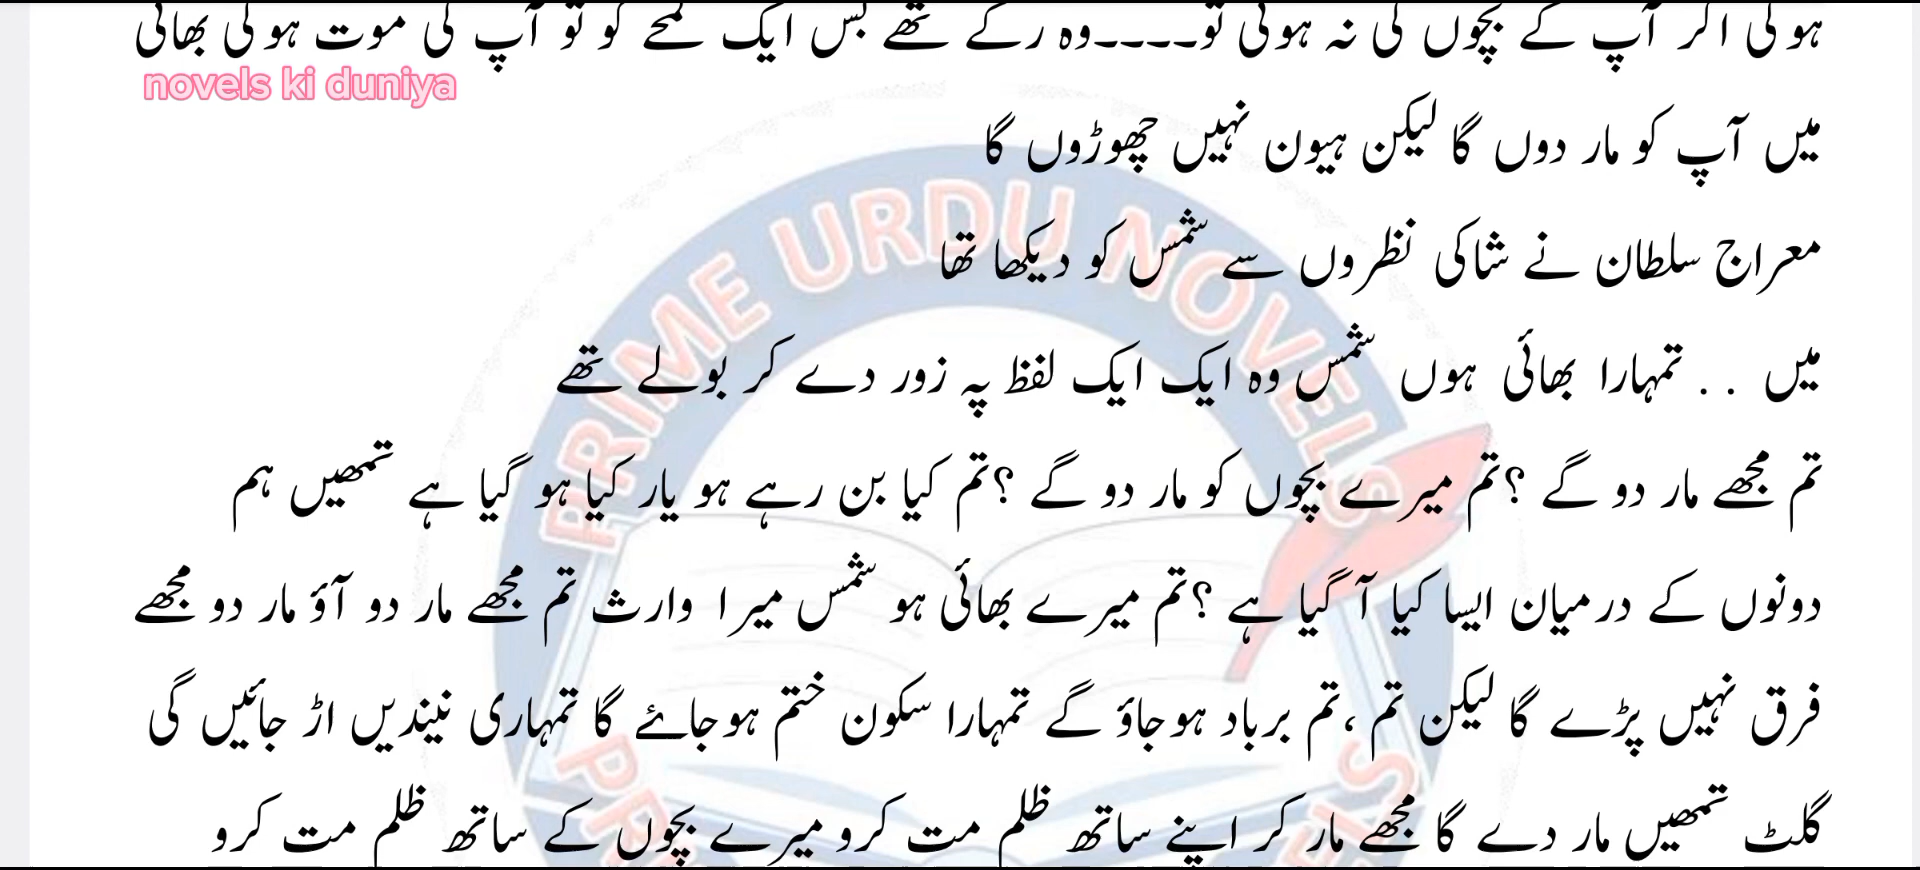 ہو گی اگر آپ کے بچوں کی نہ ہوئی تو۔۔۔۔وہ رکے تھے بس ایک لمحے کو تو آپ کی موت ہو گی بھائی
novels ki duniya
میں آپ کو مار دوں گا لیکن ہیون نہیں چھوڑوں گا
معراج سلطان نے شاکی نظروں سے شمس کو دیکھا تھا
میں . . تمہارا بھائی ہوں شمس وہ ایک ایک لفظ پہ زور دے کر بولے تھے
تم مجھے مار دو گے ؟تم میرے بچوں کو مار دو گے ؟تم کیا بن رہے ہو یار کیا ہو گیا ہے تمھیں ہم
دونوں کے درمیان ایسا کیا آ گیا ہے ؟تم میرے بھائی ہو شمس میرا وارث تم مجھے مار دو آؤ مار دو مجھے
فرق نہیں پڑے گا لیکن تم ،تم برباد ہوجاؤ گے تمہارا سکون ختم ہوجائے گا تمہاری نیندیں اڑ جائیں گی
گلٹ تمھیں مار دے گا مجھے مار کر اپنے ساتھ ظلم مت کرو میرے بچوں کے ساتھ ظلم مت کرو
PRIME URDU NOVELS